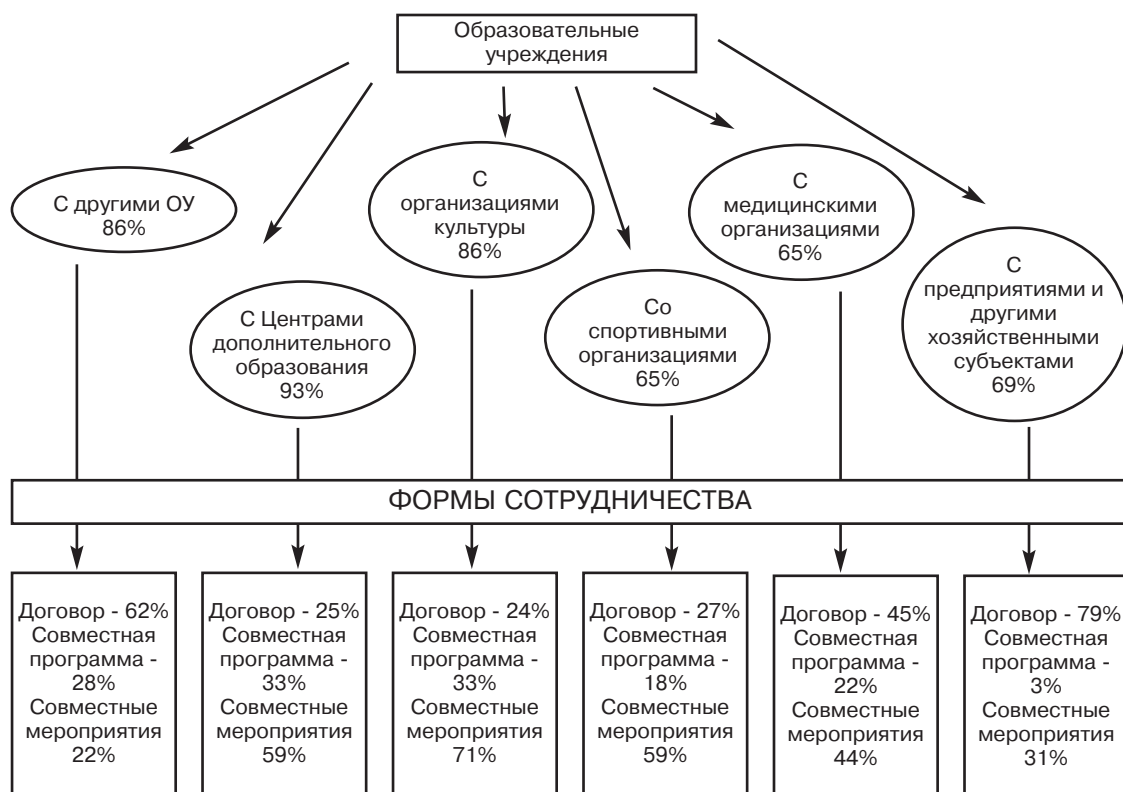 Образовательные
учреждения
С другими ОУ
86%
С Центрами
дополнительного
образования
93%
С
организациями
культуры
86%
Со
спортивными
организациями
65%
С
медицинскими
организациями
65%
С
предприятиями и
другими
хозяйственными
субъектами
69%
ФОРМЫ СОТРУДНИЧЕСТВА
Договор - 62%
Совместная
программа -
28%
Совместные
мероприятия
22%
Договор - 25%
Совместная
программа -
33%
Совместные
мероприятия
59%
Договор - 24%
Совместная
программа -
33%
Совместные
мероприятия
71%
Договор - 27%
Совместная
программа -
18%
Совместные
мероприятия
59%
Договор - 45%
Совместная
программа -
22%
Совместные
мероприятия
44%
Договор - 79%
Совместная
программа -
3%
Совместные
мероприятия
31%